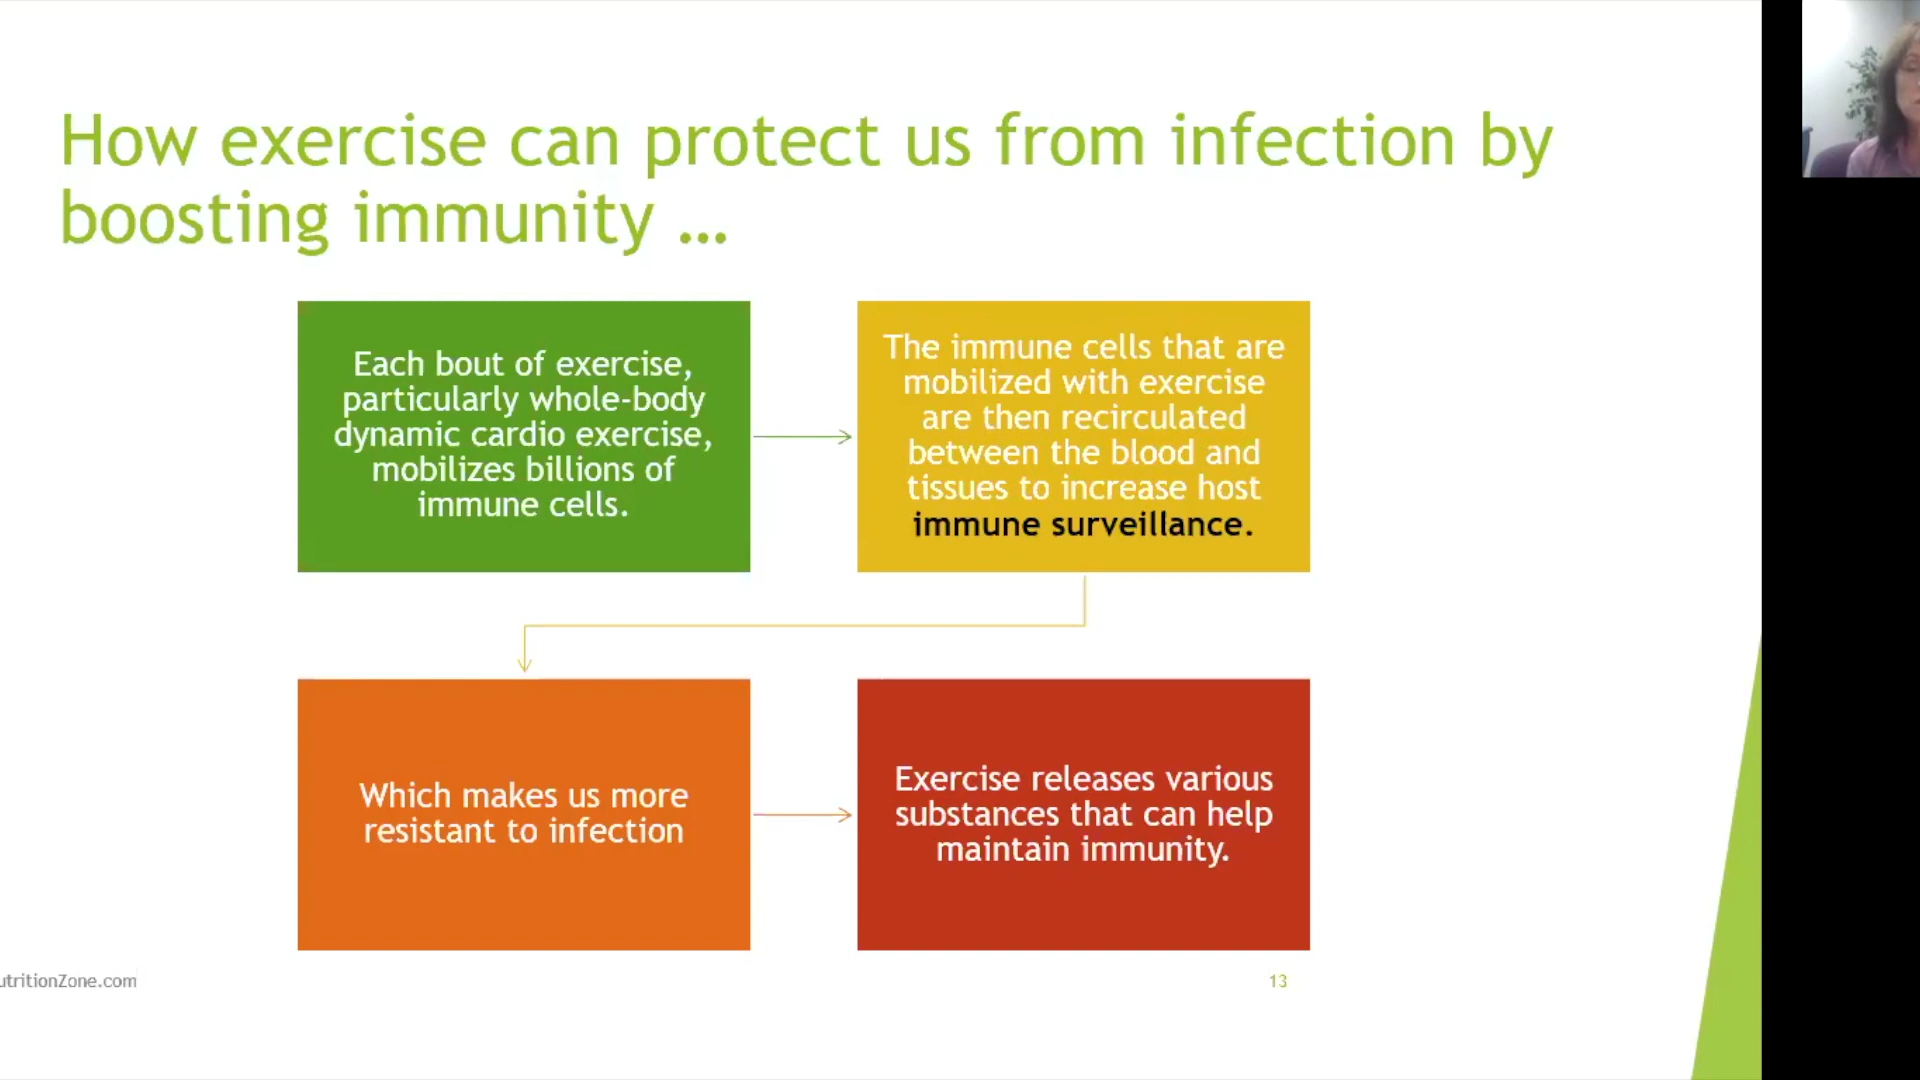 How exercise can protect us from infection by
boosting immunity ...
Each bout of exercise,
particularly whole-body
dynamic cardio exercise,
mobilizes billions of
immune cells.
The immune cells that are
mobilized with exercise
are then recirculated
between the blood and
tissues to increase host
immune surveillance.
Which makes us more
resistant to infection
Exercise releases various
substances that can help
maintain immunity.
utritionZone.com
13